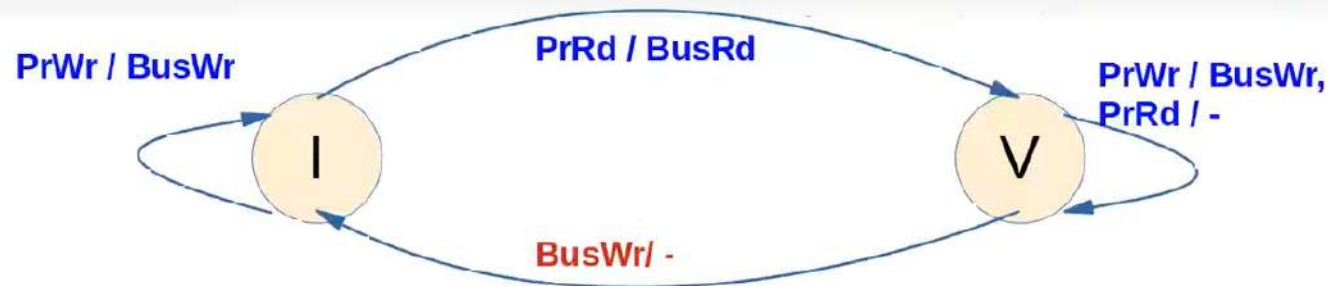 PrWr / BusWr
PrRd / BusRd
PrWr / BusWr,
PrRd / -
I
V
BusWr/ -